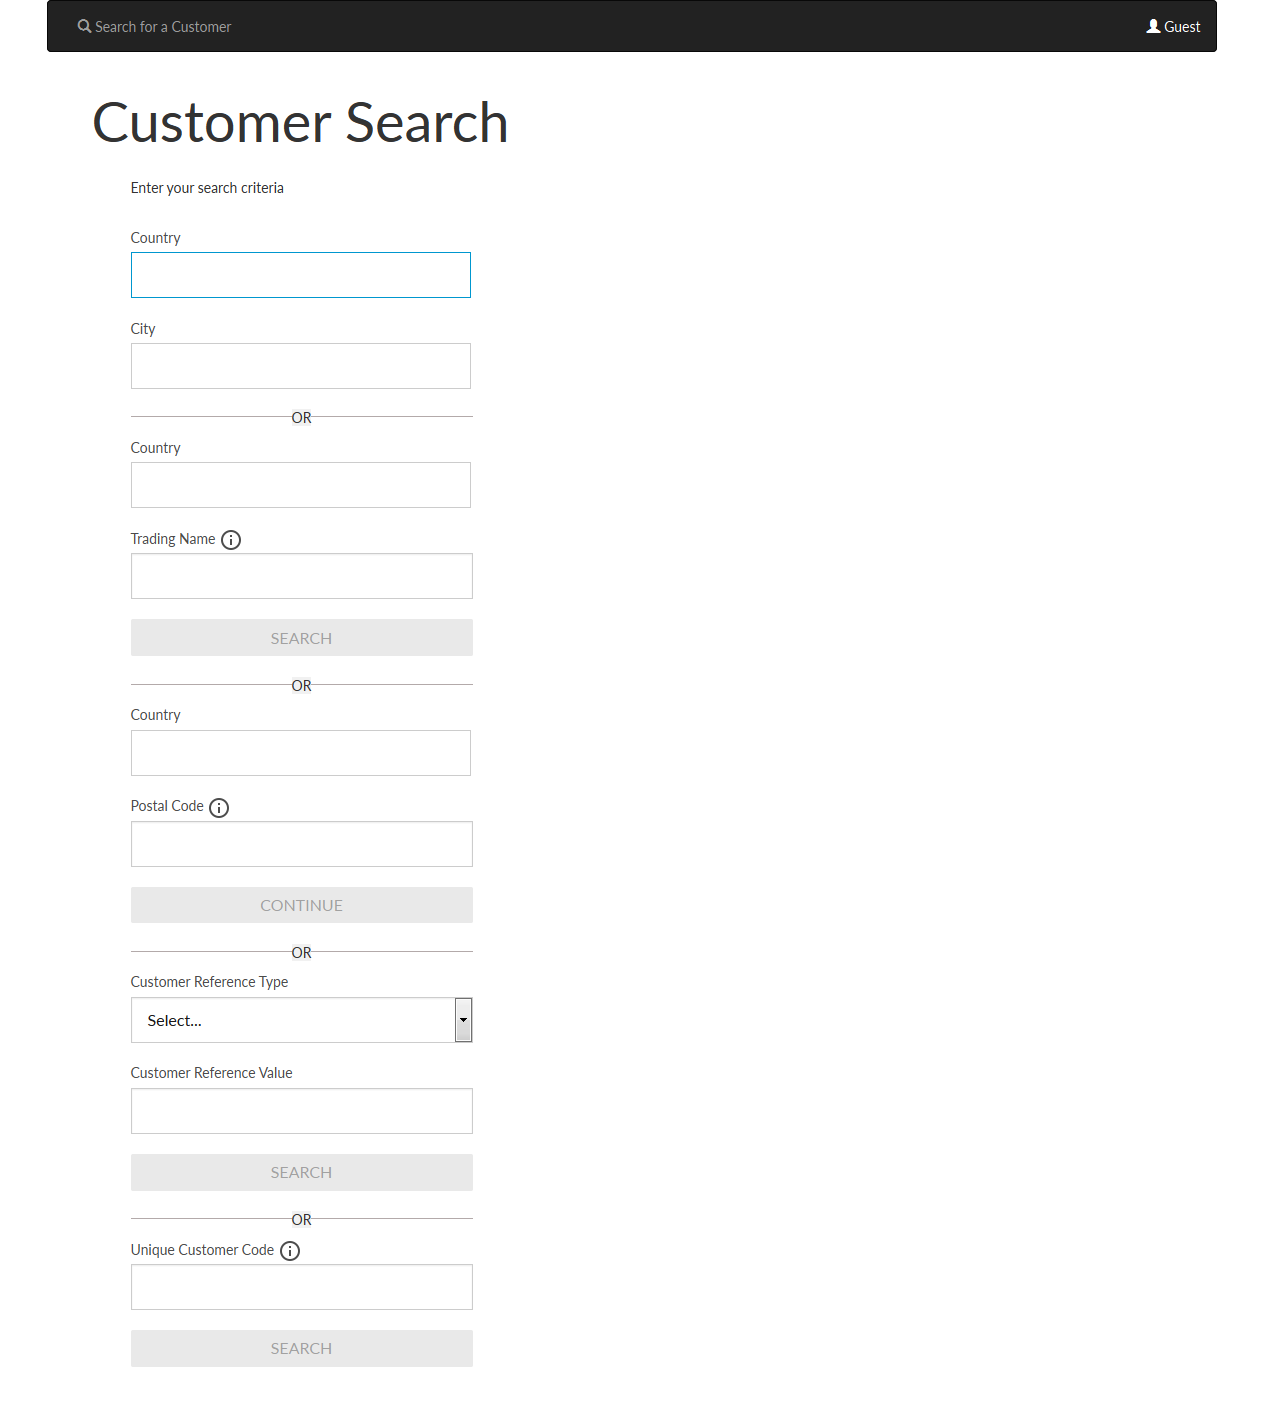 Search for a Customer
Guest
Customer Search
Enter your search criteria
Country
City
OR
Country
Trading Name
SEARCH
OR
Country
Postal Code
CONTINUE
OR
Customer Reference Type
Select...
Customer Reference Value
SEARCH
OR
Unique Customer Code
SEARCH